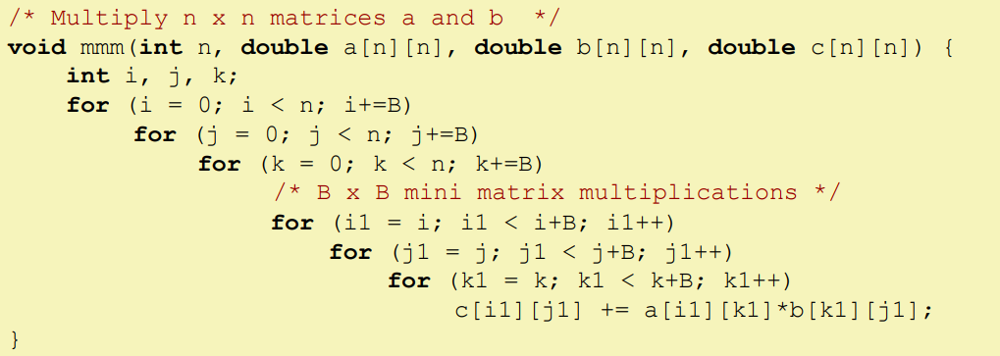 /* Multiply n x n matrices a and b  */
void mmm(int n, double a[n][n], double b[n][n], double c[n][n]) {
    int i, j, k;
    for (i = 0; i < n; i+=B)
        for (j = 0; j < n; j+=B)
            for (k = 0; k < n; k+=B)
                /* B x B mini matrix multiplications */
                for (i1 = i; i1 < i+B; i1++)
                    for (j1 = j; j1 < j+B; j1++)
                        for (k1 = k; k1 < k+B; k1++)
                            c[i1][j1] += a[i1][k1]*b[k1][j1];
}